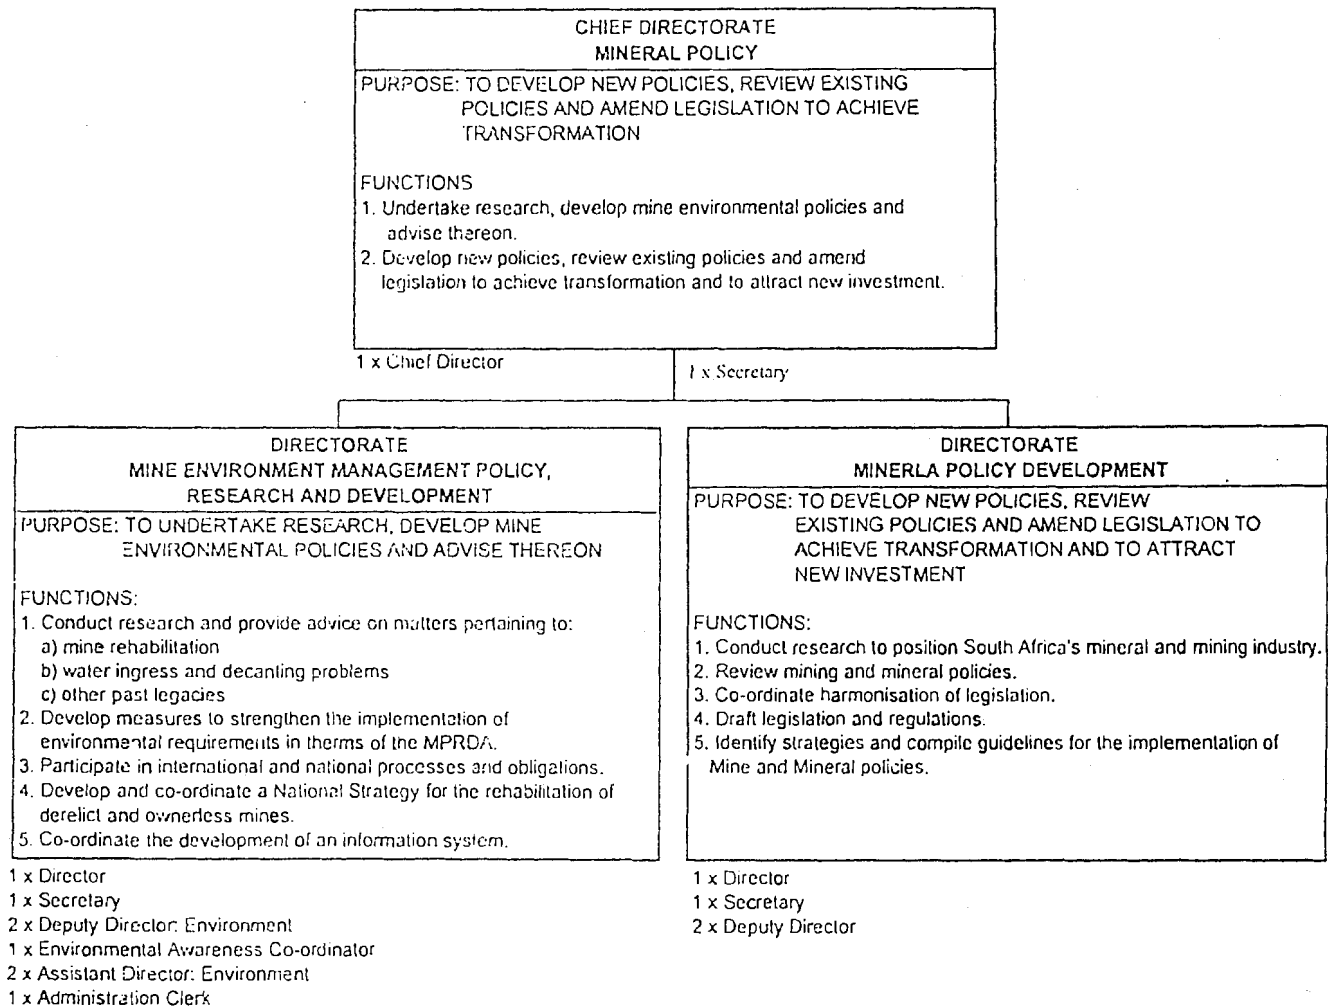 CHIEF DIRECTORATE
MINERAL POLICY
PURPOSE: TO DEVELOP NEW POLICIES, REVIEW EXISTING
POLICIES AND AMEND LEGISLATION TO ACHIEVE
TRANSFORMATION
FUNCTIONS
1. Undertake research, develop mine environmental policies and
advise thereon.
2. Develop new policies, review existing policies and amend
legislation to achieve transformation and to attract new investment.
1 x Chief Director
1 x Secretary
DIRECTORATE
MINE ENVIRONMENT MANAGEMENT POLICY,
RESEARCH AND DEVELOPMENT
PURPOSE: TO UNDERTAKE RESEARCH, DEVELOP MINE
ENVIRONMENTAL POLICIES AND ADVISE THEREON
FUNCTIONS:
1. Conduct research and provide advice on matters pertaining to:
a) mine rehabilitation
b) water ingress and decanting problems
c) other past legacies
2. Develop measures to strengthen the implementation of
environmental requirements in therms of the MPRDA.
3. Participate in international and national processes and obligations.
4. Develop and co-ordinate a National Strategy for the rehabilitation of
derelict and ownerless mines.
5. Co-ordinate the development of an information system.
1 x Director
1 x Secretary
2 x Deputy Director: Environment
1 x Environmental Awareness Co-ordinator
2 x Assistant Director: Environment
1 x Administration Clerk
DIRECTORATE
MINERLA POLICY DEVELOPMENT
PURPOSE: TO DEVELOP NEW POLICIES, REVIEW
EXISTING POLICIES AND AMEND LEGISLATION TO
ACHIEVE TRANSFORMATION AND TO ATTRACT
NEW INVESTMENT
FUNCTIONS:
1. Conduct research to position South Africa's mineral and mining industry.
2. Review mining and mineral policies.
3. Co-ordinate harmonisation of legislation.
4. Draft legislation and regulations.
5. Identify strategies and compile guidelines for the implementation of
Mine and Mineral policies.
1 x Director
1 x Secretary
2 x Deputy Director